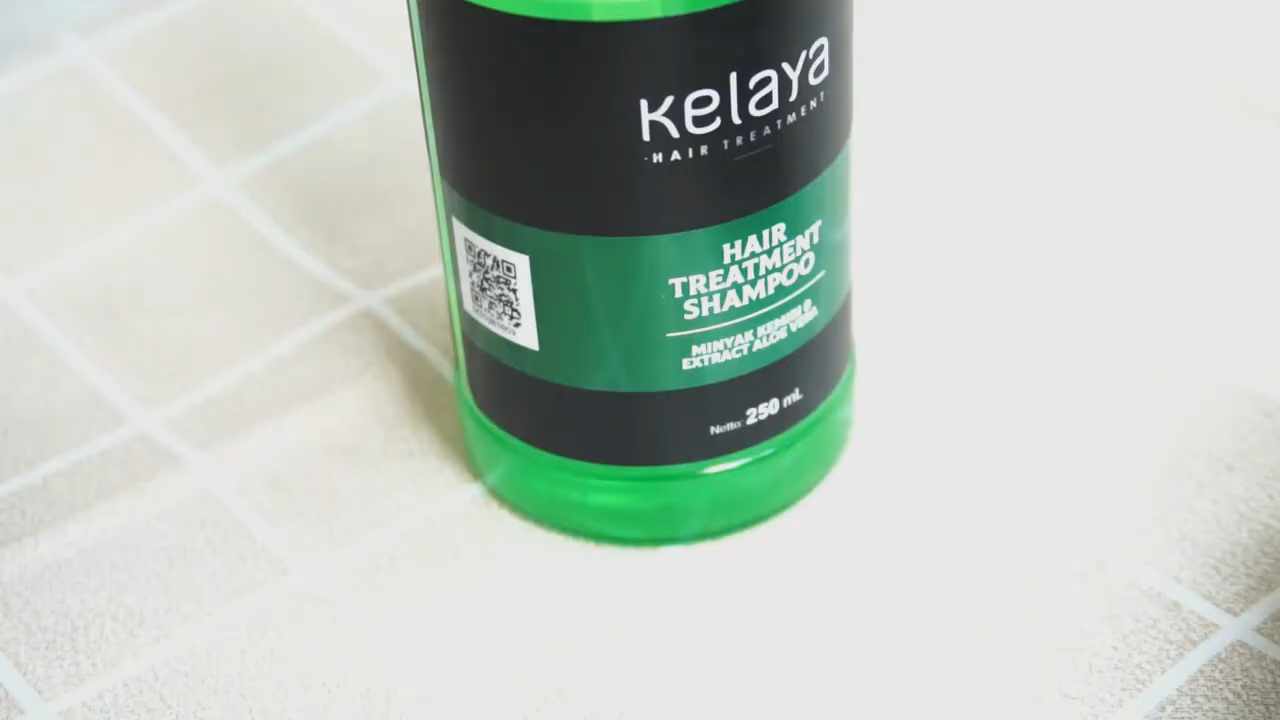 Kelaya
HAIR TREATMENT
HAIR
TREATMENT
SHAMPOO
MINYAK KEMIRI &
EXTRACT ALOE VERA
Netto: 250 mL